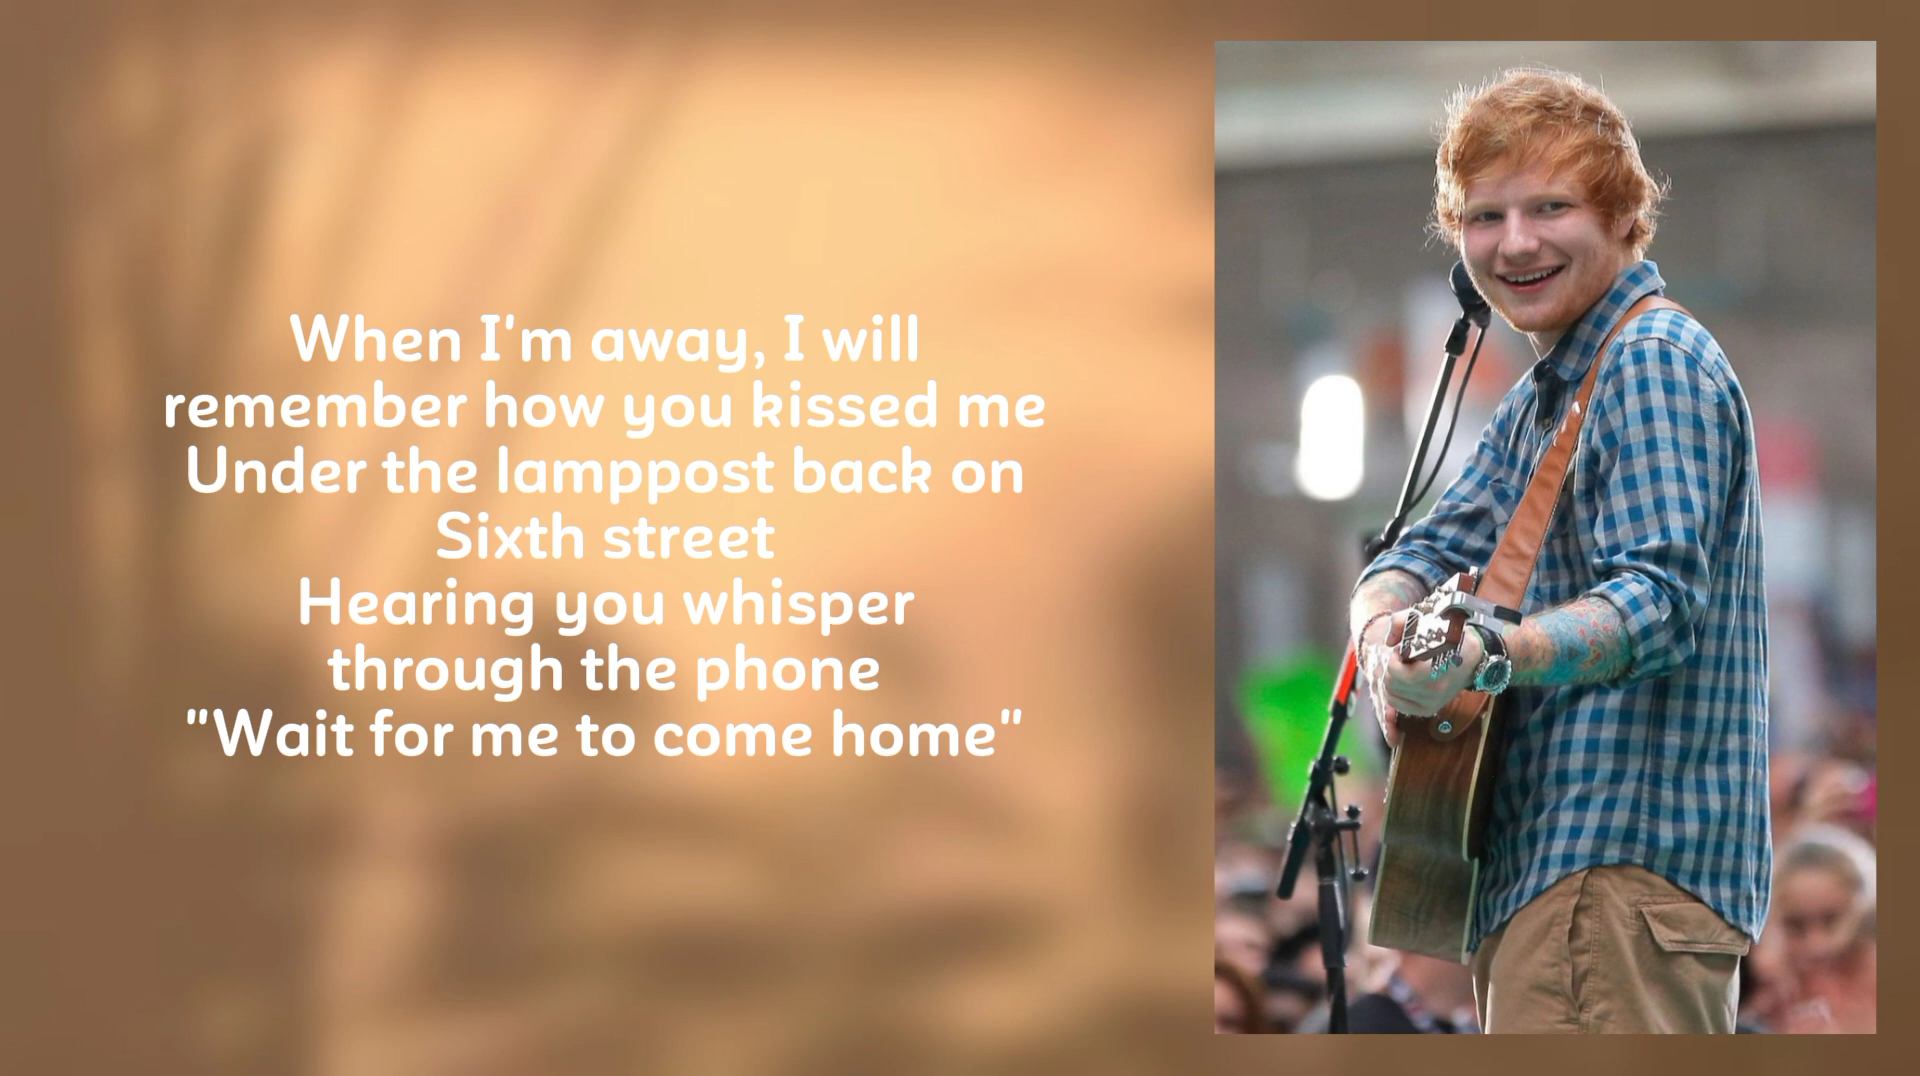 When I'm away, I will
remember how you kissed me
Under the lamppost back on
Sixth street
Hearing you whisper
through the phone
"Wait for me to come home"